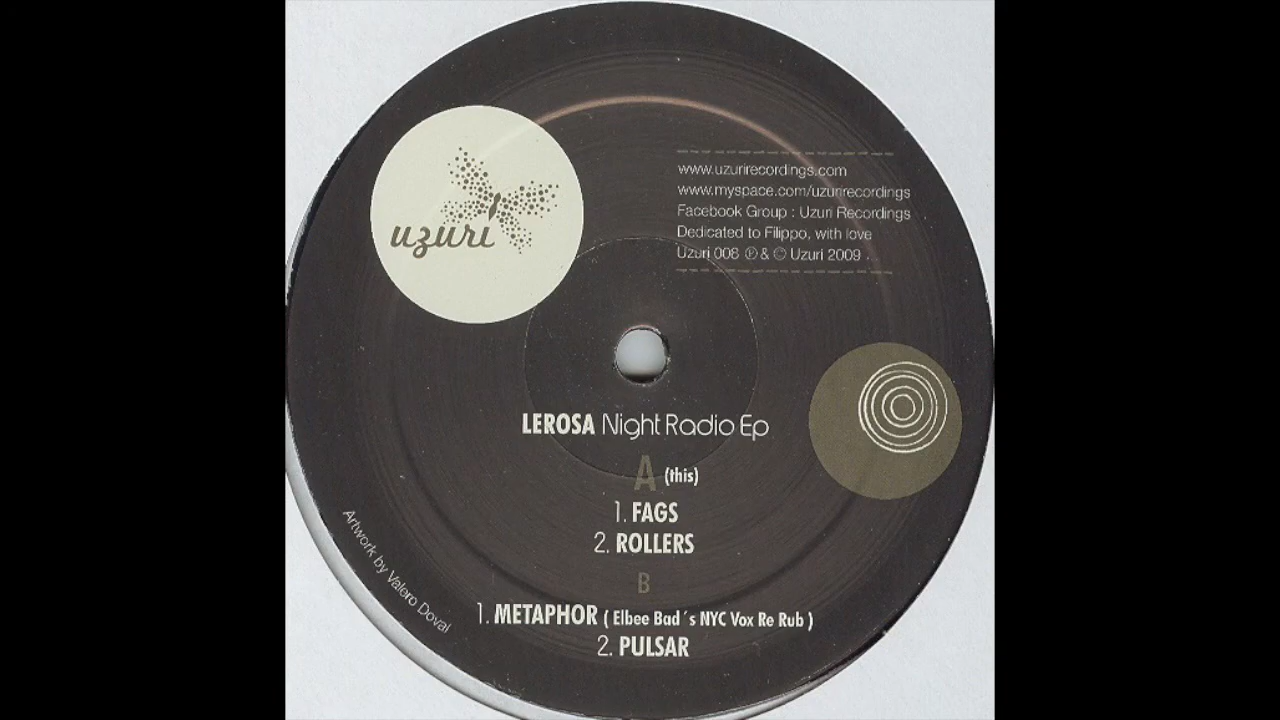 uzuri
www.uzurirecordings.com
www.myspace.com/uzurirecordings
Facebook Group : Uzuri Recordings
Dedicated to Filippo, with love
Uzuri 008 ℗ & © Uzuri 2009 .
LEROSA Night Radio Ep
A (this)
1. FAGS
2. ROLLERS
B
1. METAPHOR ( Elbee Bad´s NYC Vox Re Rub )
2. PULSAR
Artwork by Valero Doval